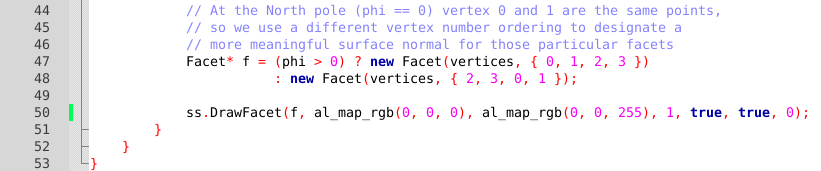 44 // At the North pole (phi == 0) vertex 0 and 1 are the same points,
45 // so we use a different vertex number ordering to designate a
46 // more meaningful surface normal for those particular facets
47 Facet* f = (phi > 0) ? new Facet(vertices, { 0, 1, 2, 3 })
48 : new Facet(vertices, { 2, 3, 0, 1 });
49
50 ss.DrawFacet(f, al_map_rgb(0, 0, 0), al_map_rgb(0, 0, 255), 1, true, true, 0);
51 }
52 }
53 }